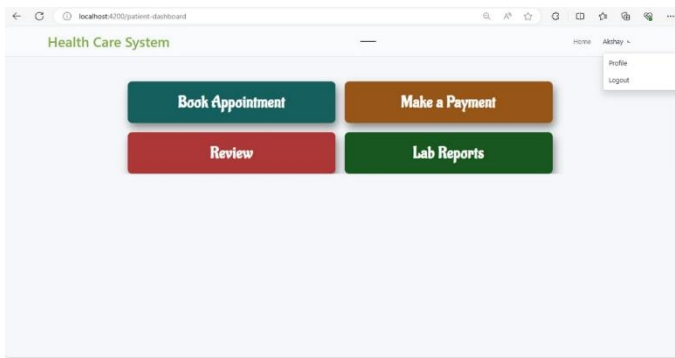 localhost:4200/patient-dashboard
Health Care System
Home Akshay
Profile
Logout
Book Appointment
Make a Payment
Review
Lab Reports